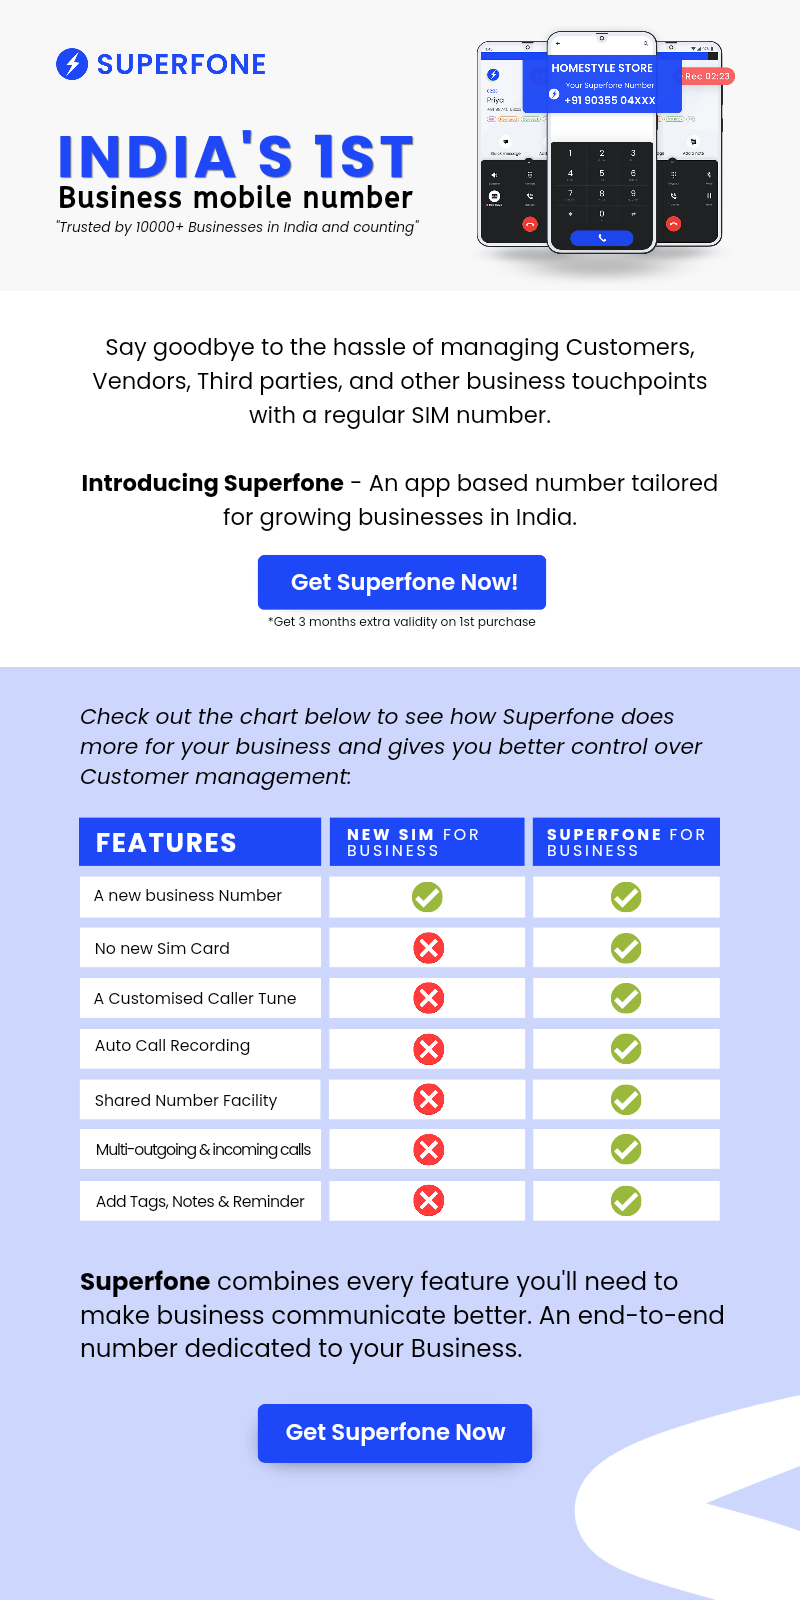 SUPERFONE
INDIA'S 1ST
Business mobile number
"Trusted by 10000+ Businesses in India and counting"
HOMESTYLE STORE
Your Superfone Number
+91 90355 04XXX
Rec 02:23
Priya
Quick message
Add
Add a note
1 2 3
4 5 6
7 8 9
* 0 #
Say goodbye to the hassle of managing Customers,
Vendors, Third parties, and other business touchpoints
with a regular SIM number.
Introducing Superfone - An app based number tailored
for growing businesses in India.
Get Superfone Now!
*Get 3 months extra validity on 1st purchase
Check out the chart below to see how Superfone does
more for your business and gives you better control over
Customer management:
FEATURES
NEW SIM FOR
BUSINESS
SUPERFONE FOR
BUSINESS
A new business Number
No new Sim Card
A Customised Caller Tune
Auto Call Recording
Shared Number Facility
Multi-outgoing & incoming calls
Add Tags, Notes & Reminder
Superfone combines every feature you'll need to
make business communicate better. An end-to-end
number dedicated to your Business.
Get Superfone Now